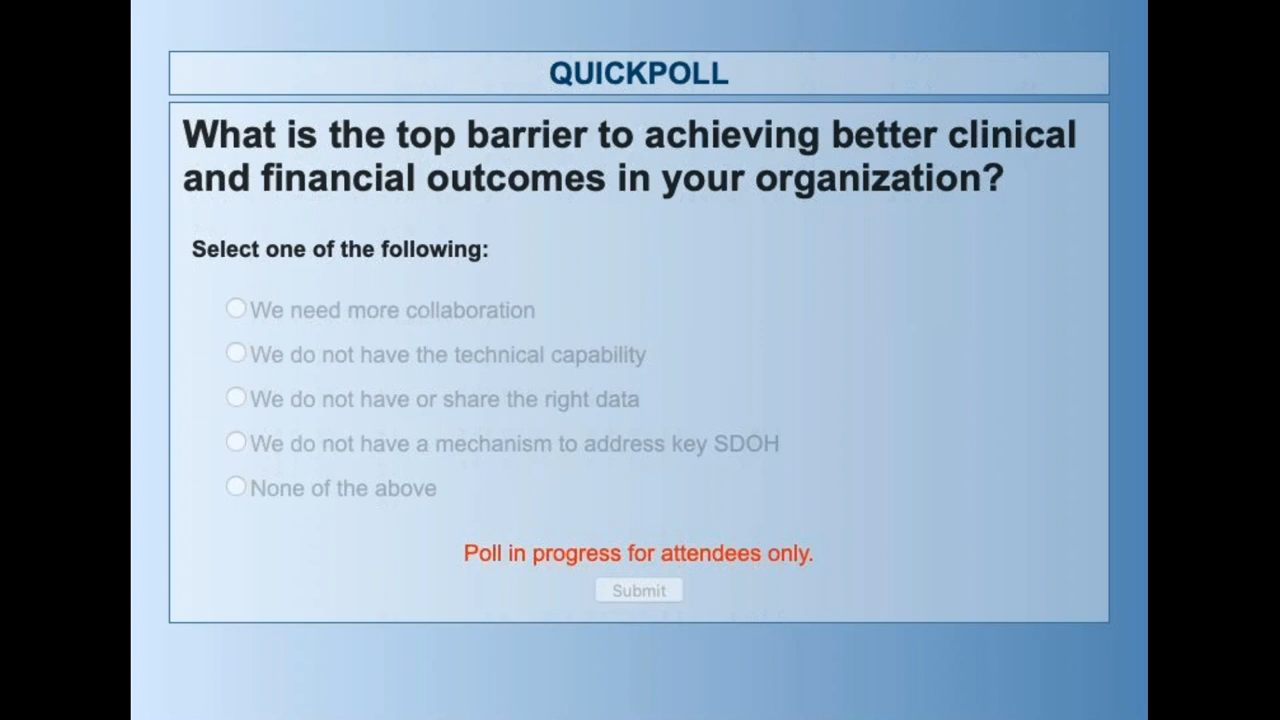 QUICKPOLL
What is the top barrier to achieving better clinical
and financial outcomes in your organization?
Select one of the following:
We need more collaboration
We do not have the technical capability
We do not have or share the right data
We do not have a mechanism to address key SDOH
None of the above
Poll in progress for attendees only.
Submit